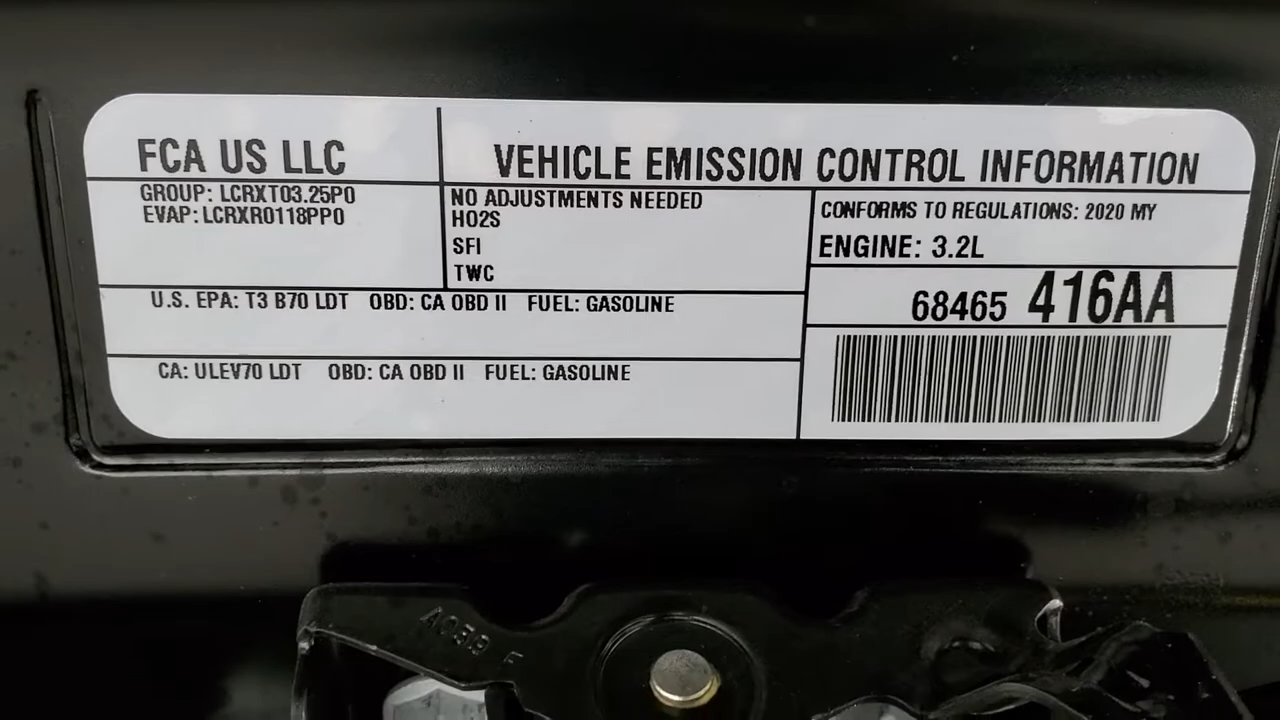 FCA US LLC
VEHICLE EMISSION CONTROL INFORMATION
GROUP: LCRXT03.25P0
EVAP: LCRXR0118PP0
NO ADJUSTMENTS NEEDED
HO2S
SFI
TWC
CONFORMS TO REGULATIONS: 2020 MY
ENGINE: 3.2L
68465 416AA
U.S. EPA: T3 B70 LDT OBD: CA OBD II FUEL: GASOLINE
CA: ULEV70 LDT OBD: CA OBD II FUEL: GASOLINE